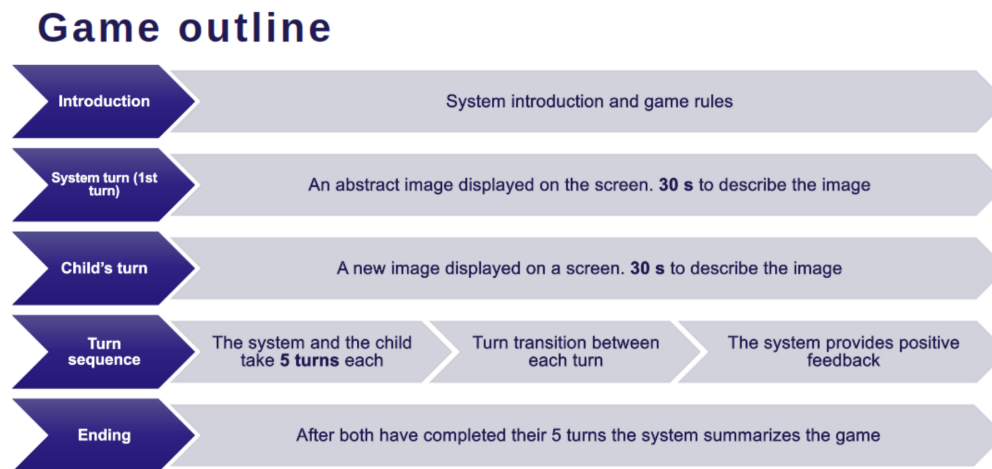 Game outline
Introduction
System introduction and game rules
System turn (1st
turn)
An abstract image displayed on the screen. 30 s to describe the image
Child's turn
A new image displayed on a screen. 30 s to describe the image
Turn
sequence
The system and the child
take 5 turns each
Turn transition between
each turn
The system provides positive
feedback
Ending
After both have completed their 5 turns the system summarizes the game